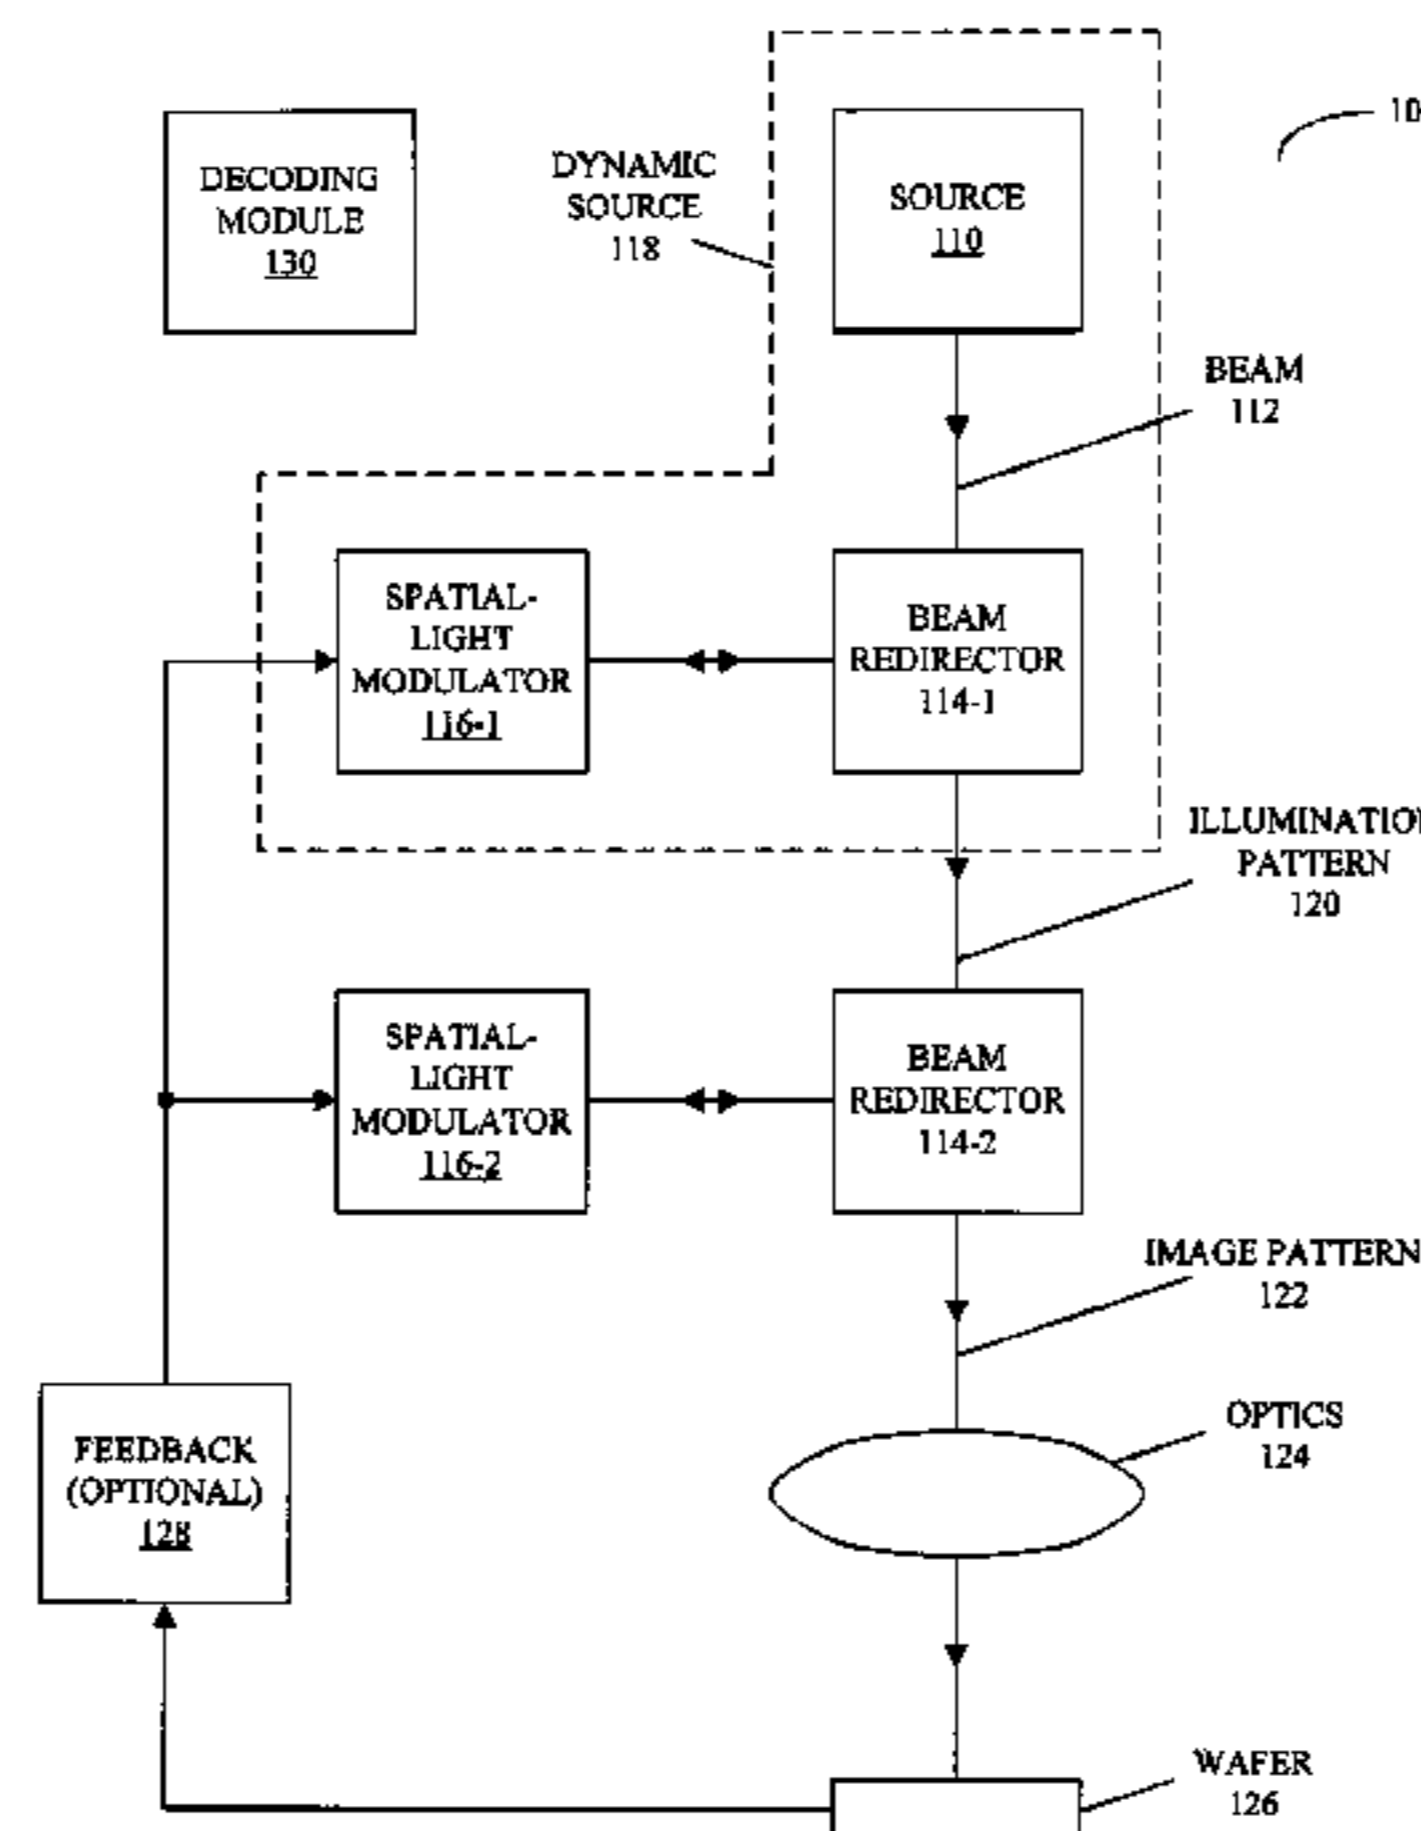 10
DECODING
MODULE
130
DYNAMIC
SOURCE
118
SOURCE
110
BEAM
112
SPATIAL-
LIGHT
MODULATOR
116-1
BEAM
REDIRECTOR
114-1
ILLUMINATION
PATTERN
120
SPATIAL-
LIGHT
MODULATOR
116-2
BEAM
REDIRECTOR
114-2
IMAGE PATTERN
122
OPTICS
124
FEEDBACK
(OPTIONAL)
128
WAFER
126